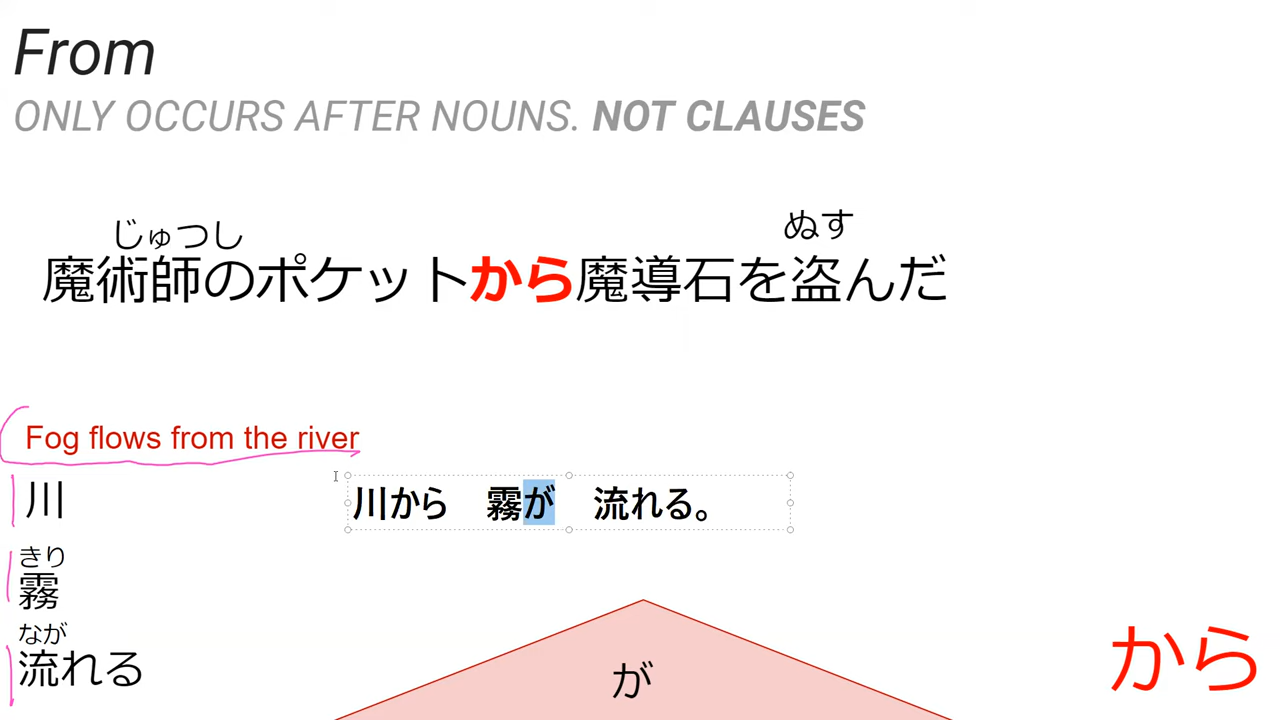 From
ONLY OCCURS AFTER NOUNS. NOT CLAUSES
じゅつし ぬす
魔術師のポケットから魔導石を盗んだ
Fog flows from the river
川
川から　霧が　流れる。
きり
霧
なが
流れる
が
から